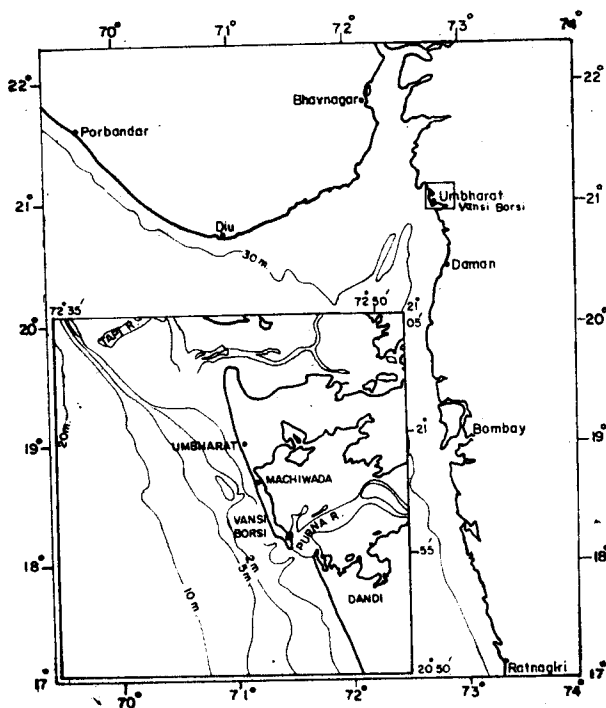 70° 71° 72° 73° 74°
22° 22°
Bhavnagar
Porbandar
21° Umbharat 21°
Vansi Borsi
Diu
30 m.
Daman
72° 35' 72° 50'
20° 21° 05' 20°
TAPI R.
20m.
19° UMBHARAT 21° Bombay 19°
MACHIWADA
VANSI BORSI
PURNA R.
55'
18° 2m 18°
5m
10 m.
DANDI
20° 50'
17° Ratnagiri 17°
70° 71° 72° 73° 74°